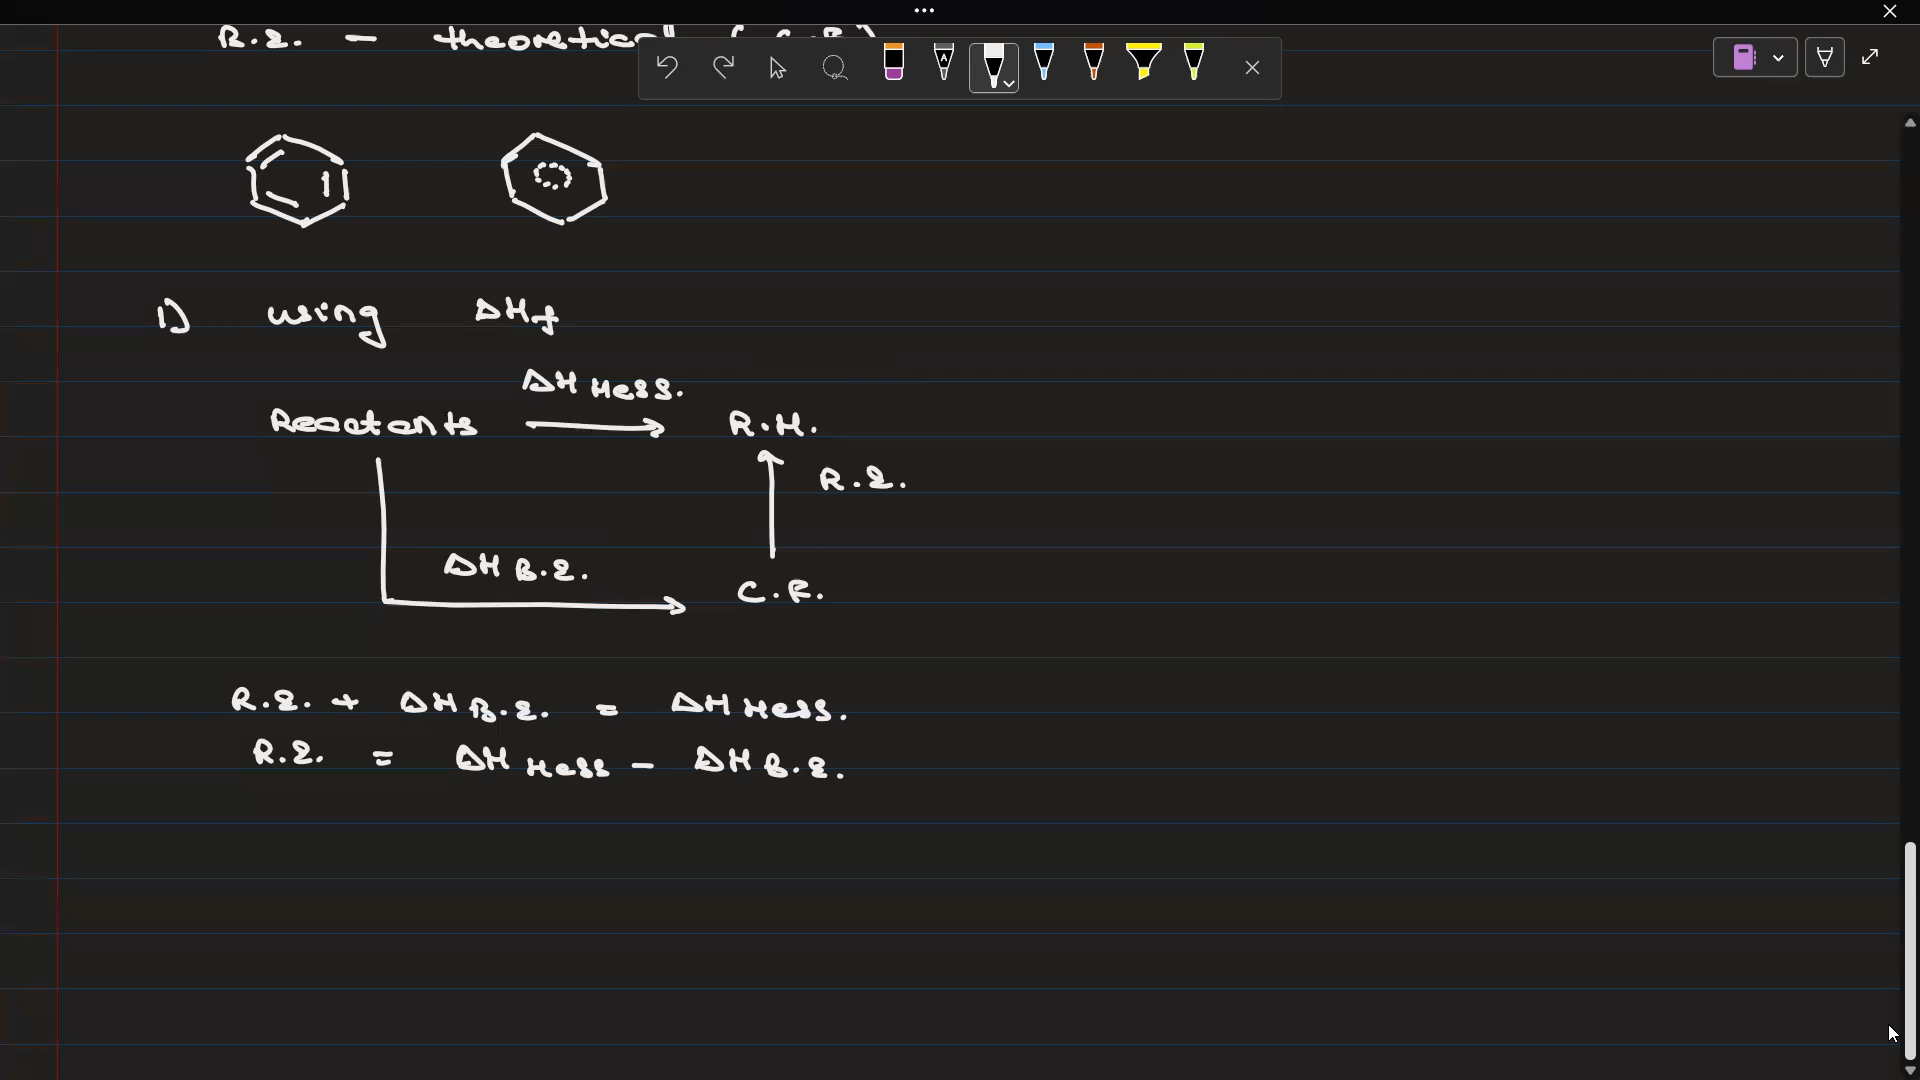 R.E. — theoretical
1) using ΔHf
ΔH Hess.
Reactants R.H.
R.E.
ΔH B.E.
C.R.
R.E. + ΔH B.E. = ΔH Hess.
R.E. = ΔH Hess - ΔH B.E.